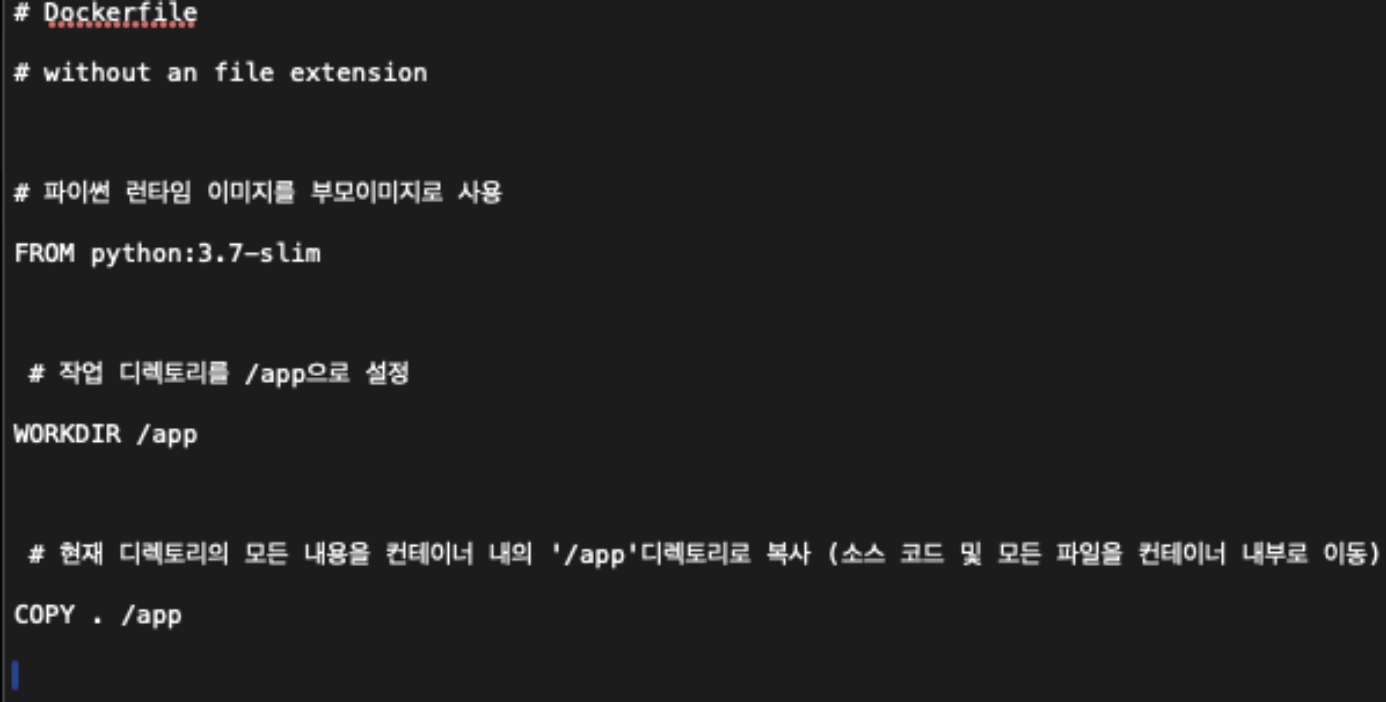 # Dockerfile
# without an file extension
# 파이썬 런타임 이미지를 부모이미지로 사용
FROM python:3.7-slim
# 작업 디렉토리를 /app으로 설정
WORKDIR /app
# 현재 디렉토리의 모든 내용을 컨테이너 내의 '/app'디렉토리로 복사 (소스 코드 및 모든 파일을 컨테이너 내부로 이동)
COPY . /app